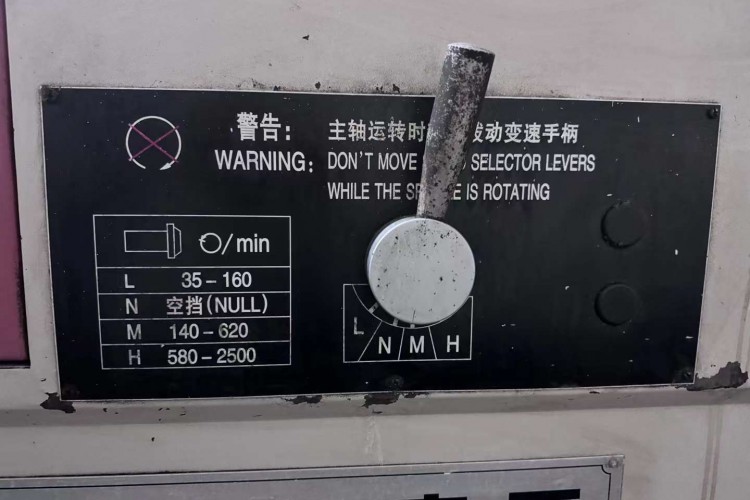 警告： 主轴运转时 拨动变速手柄
WARNING: DON'T MOVE SELECTOR LEVERS
WHILE THE IS ROTATING
/min
L 35-160
N 空挡(NULL)
M 140-620
H 580-2500
L N M H